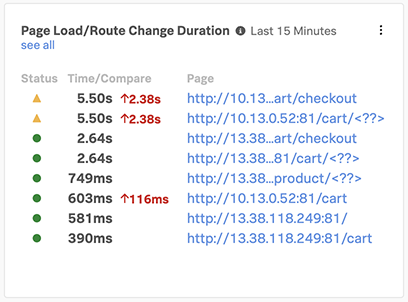 Page Load/Route Change Duration Last 15 Minutes
see all
Status Time/Compare Page
5.50s ↑2.38s http://10.13...art/checkout
5.50s ↑2.38s http://10.13.0.52:81/cart/<??>
2.64s http://13.38...art/checkout
2.64s http://13.38...81/cart/<??>
749ms http://13.38...product/<??>
603ms ↑116ms http://10.13.0.52:81/cart
581ms http://13.38.118.249:81/
390ms http://13.38.118.249:81/cart